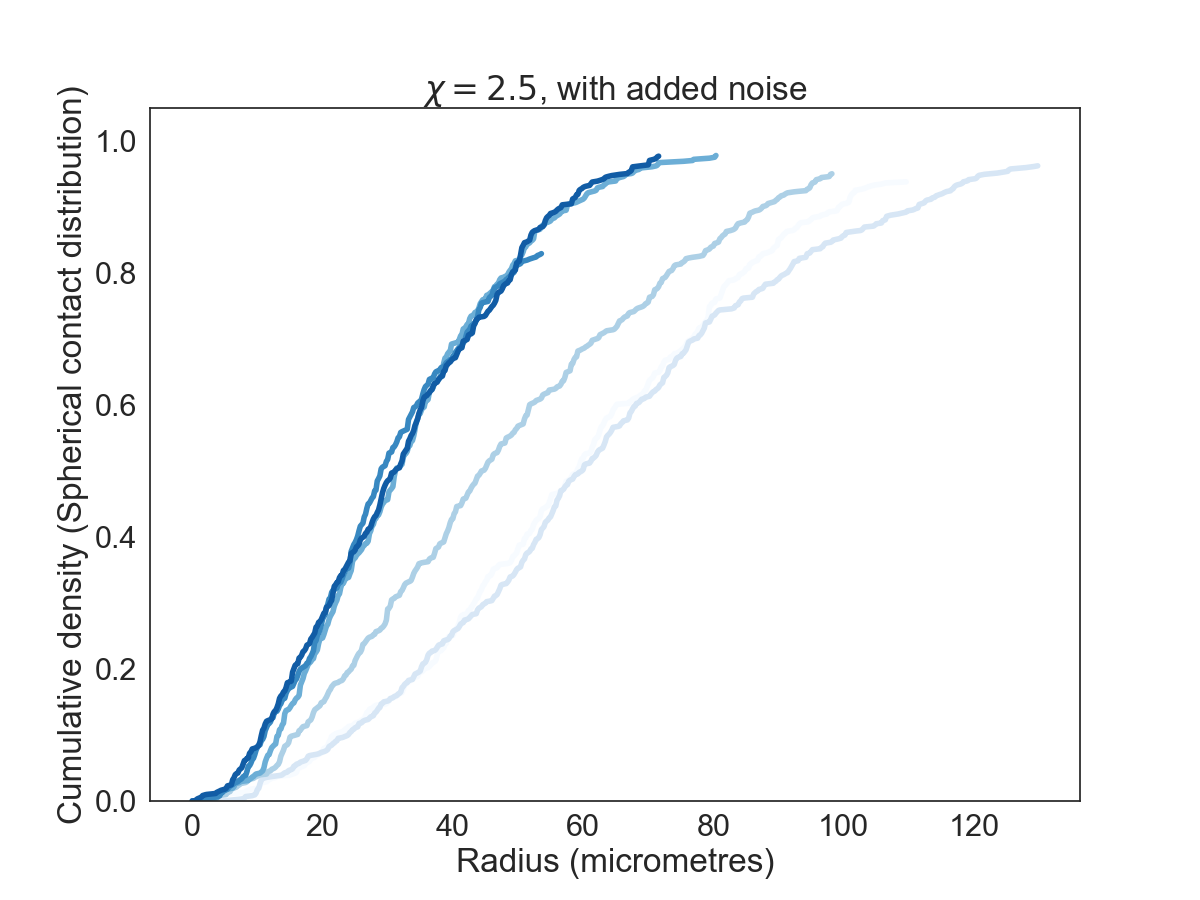 χ = 2.5, with added noise
Cumulative density (Spherical contact distribution)
1.0
0.8
0.6
0.4
0.2
0.0
0 20 40 60 80 100 120
Radius (micrometres)